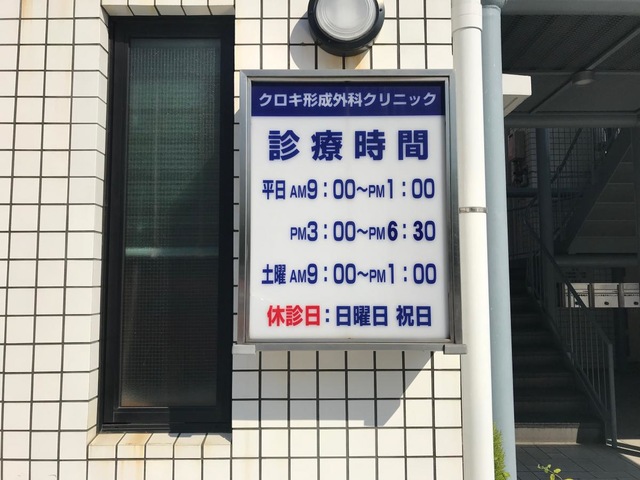 クロキ形成外科クリニック
診療時間
平日 AM9：00～PM1：00
PM3：00～PM6：30
土曜 AM9：00～PM1：00
休診日：日曜日 祝日